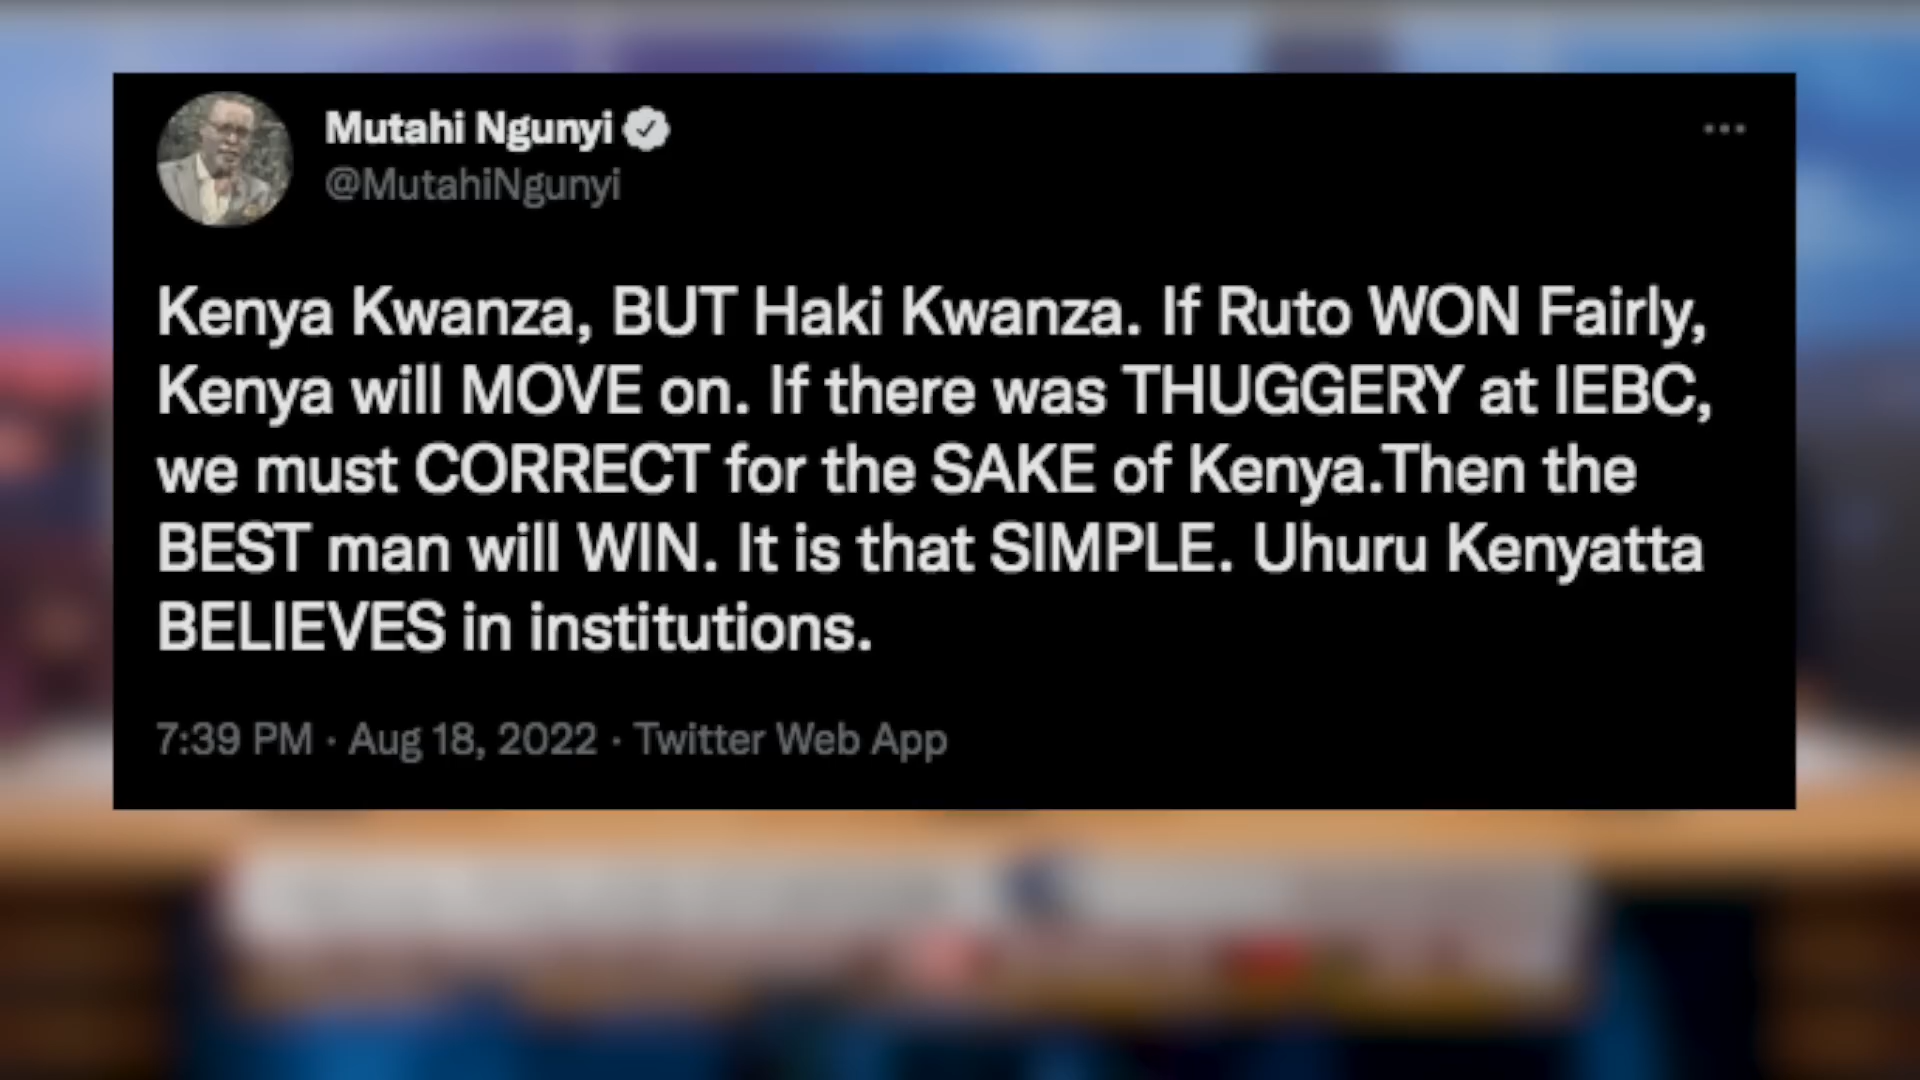 Mutahi Ngunyi
@MutahiNgunyi
Kenya Kwanza, BUT Haki Kwanza. If Ruto WON Fairly,
Kenya will MOVE on. If there was THUGGERY at IEBC,
we must CORRECT for the SAKE of Kenya.Then the
BEST man will WIN. It is that SIMPLE. Uhuru Kenyatta
BELIEVES in institutions.
7:39 PM · Aug 18, 2022 · Twitter Web App